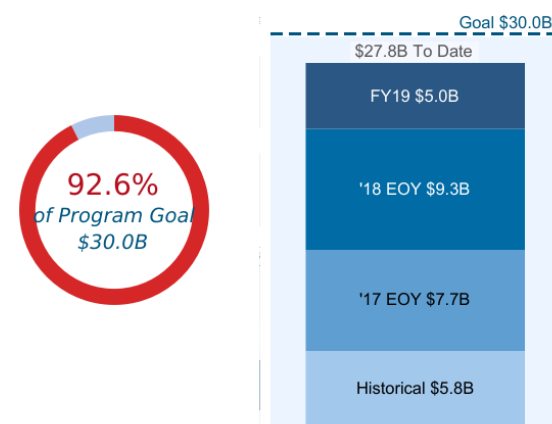 92.6%
of Program Goal
$30.0B
Goal $30.0B
$27.8B To Date
FY19 $5.0B
'18 EOY $9.3B
'17 EOY $7.7B
Historical $5.8B